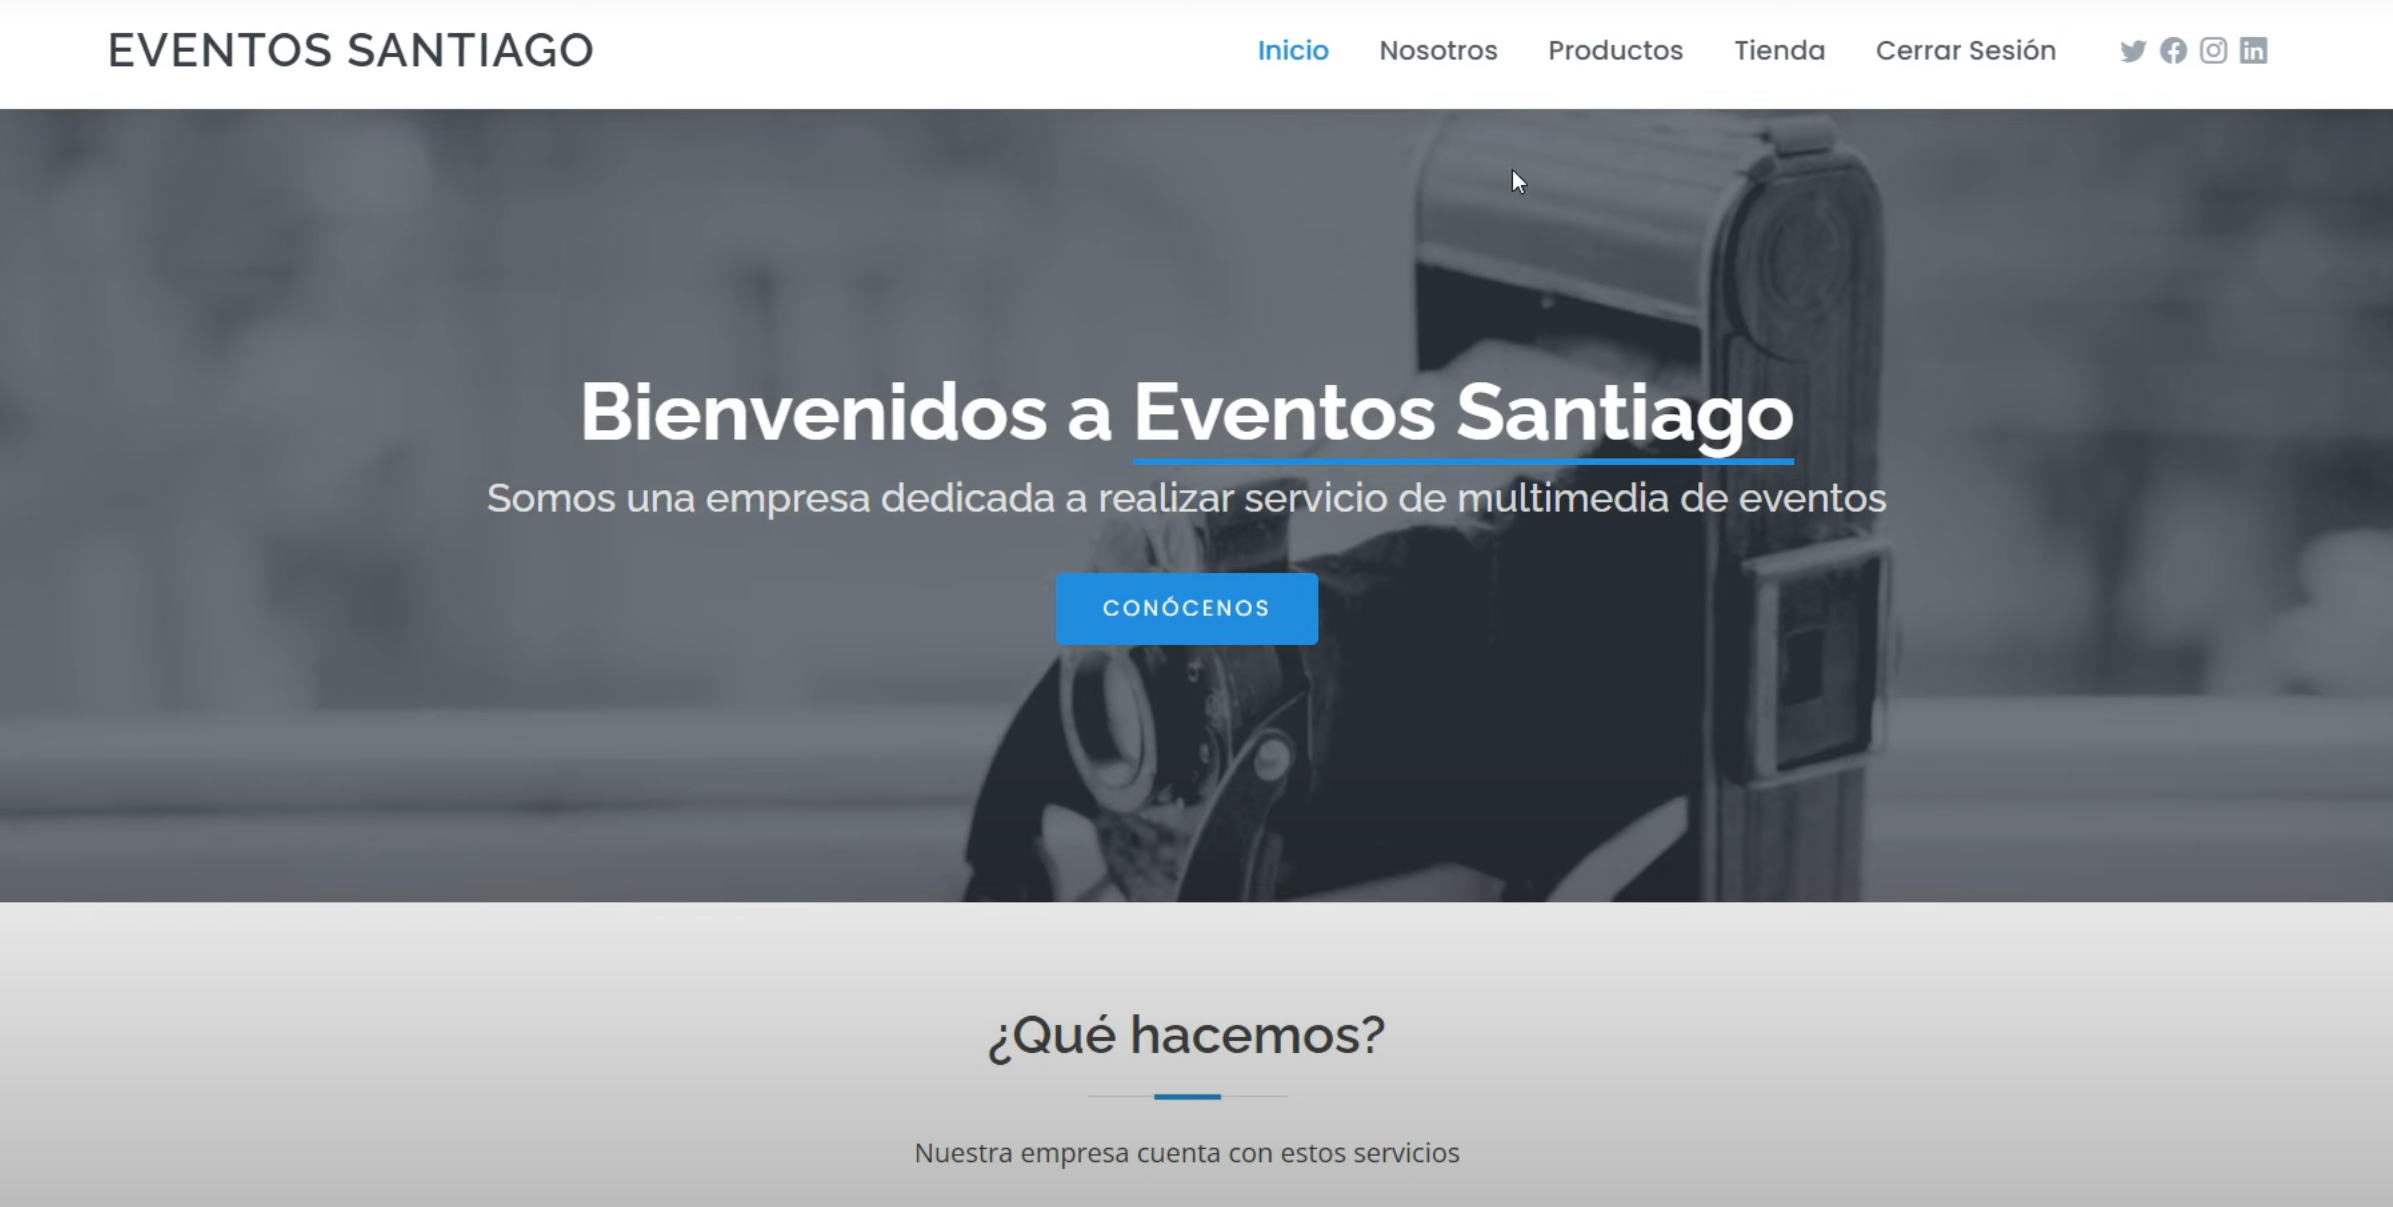 EVENTOS SANTIAGO
Inicio Nosotros Productos Tienda Cerrar Sesión
Bienvenidos a Eventos Santiago
Somos una empresa dedicada a realizar servicio de multimedia de eventos
CONÓCENOS
¿Qué hacemos?
Nuestra empresa cuenta con estos servicios